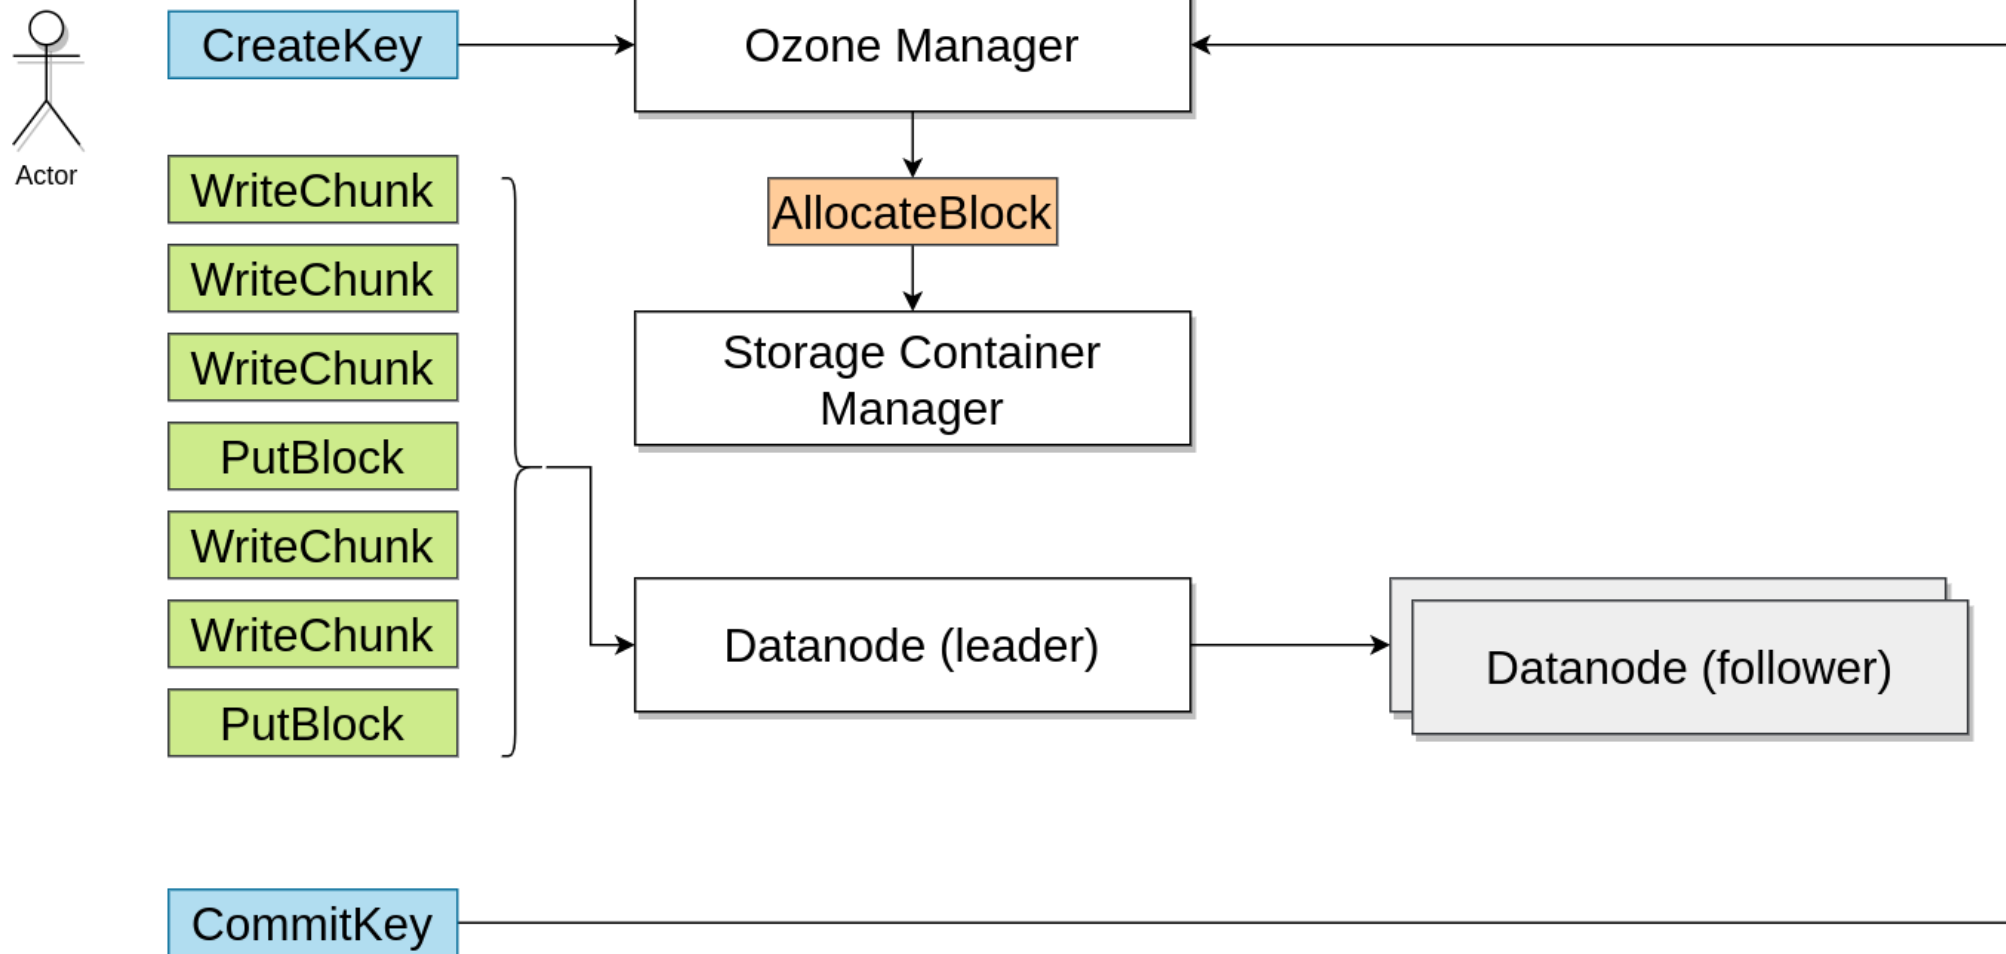 CreateKey
Ozone Manager
Actor
WriteChunk
AllocateBlock
WriteChunk
WriteChunk
Storage Container
Manager
PutBlock
WriteChunk
WriteChunk
Datanode (leader)
Datanode (follower)
PutBlock
CommitKey